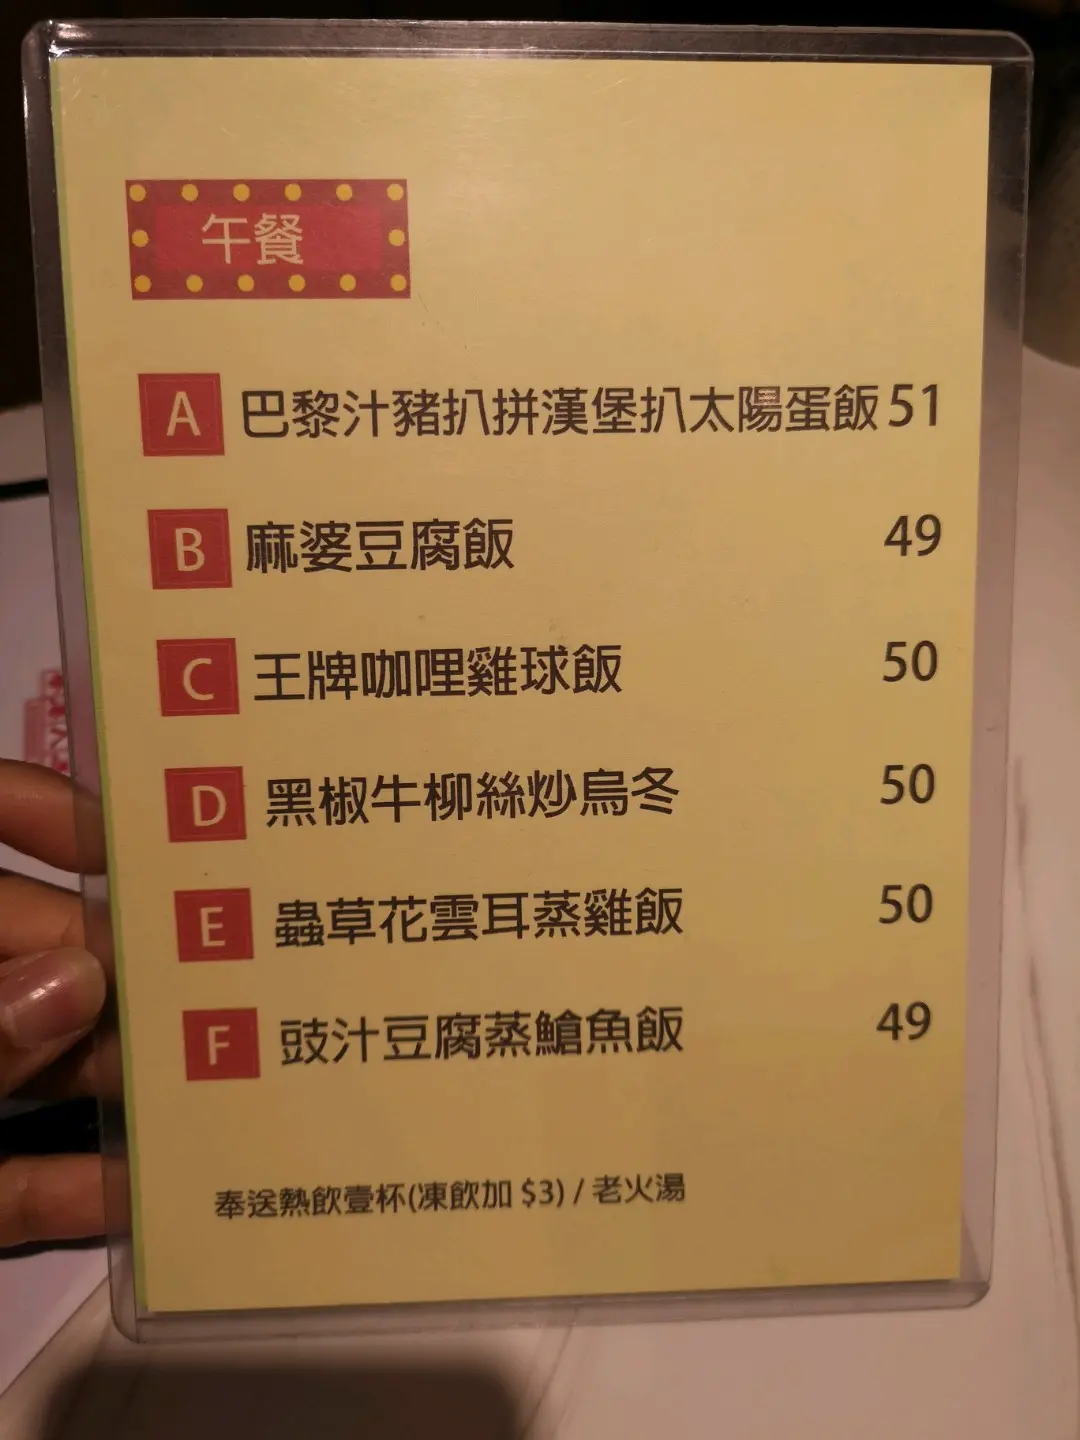 午餐
A 巴黎汁豬扒拼漢堡扒太陽蛋飯 51
B 麻婆豆腐飯 49
C 王牌咖哩雞球飯 50
D 黑椒牛柳絲炒烏冬 50
E 蟲草花雲耳蒸雞飯 50
F 豉汁豆腐蒸鯧魚飯 49
奉送熱飲壹杯(凍飲加 $3) / 老火湯